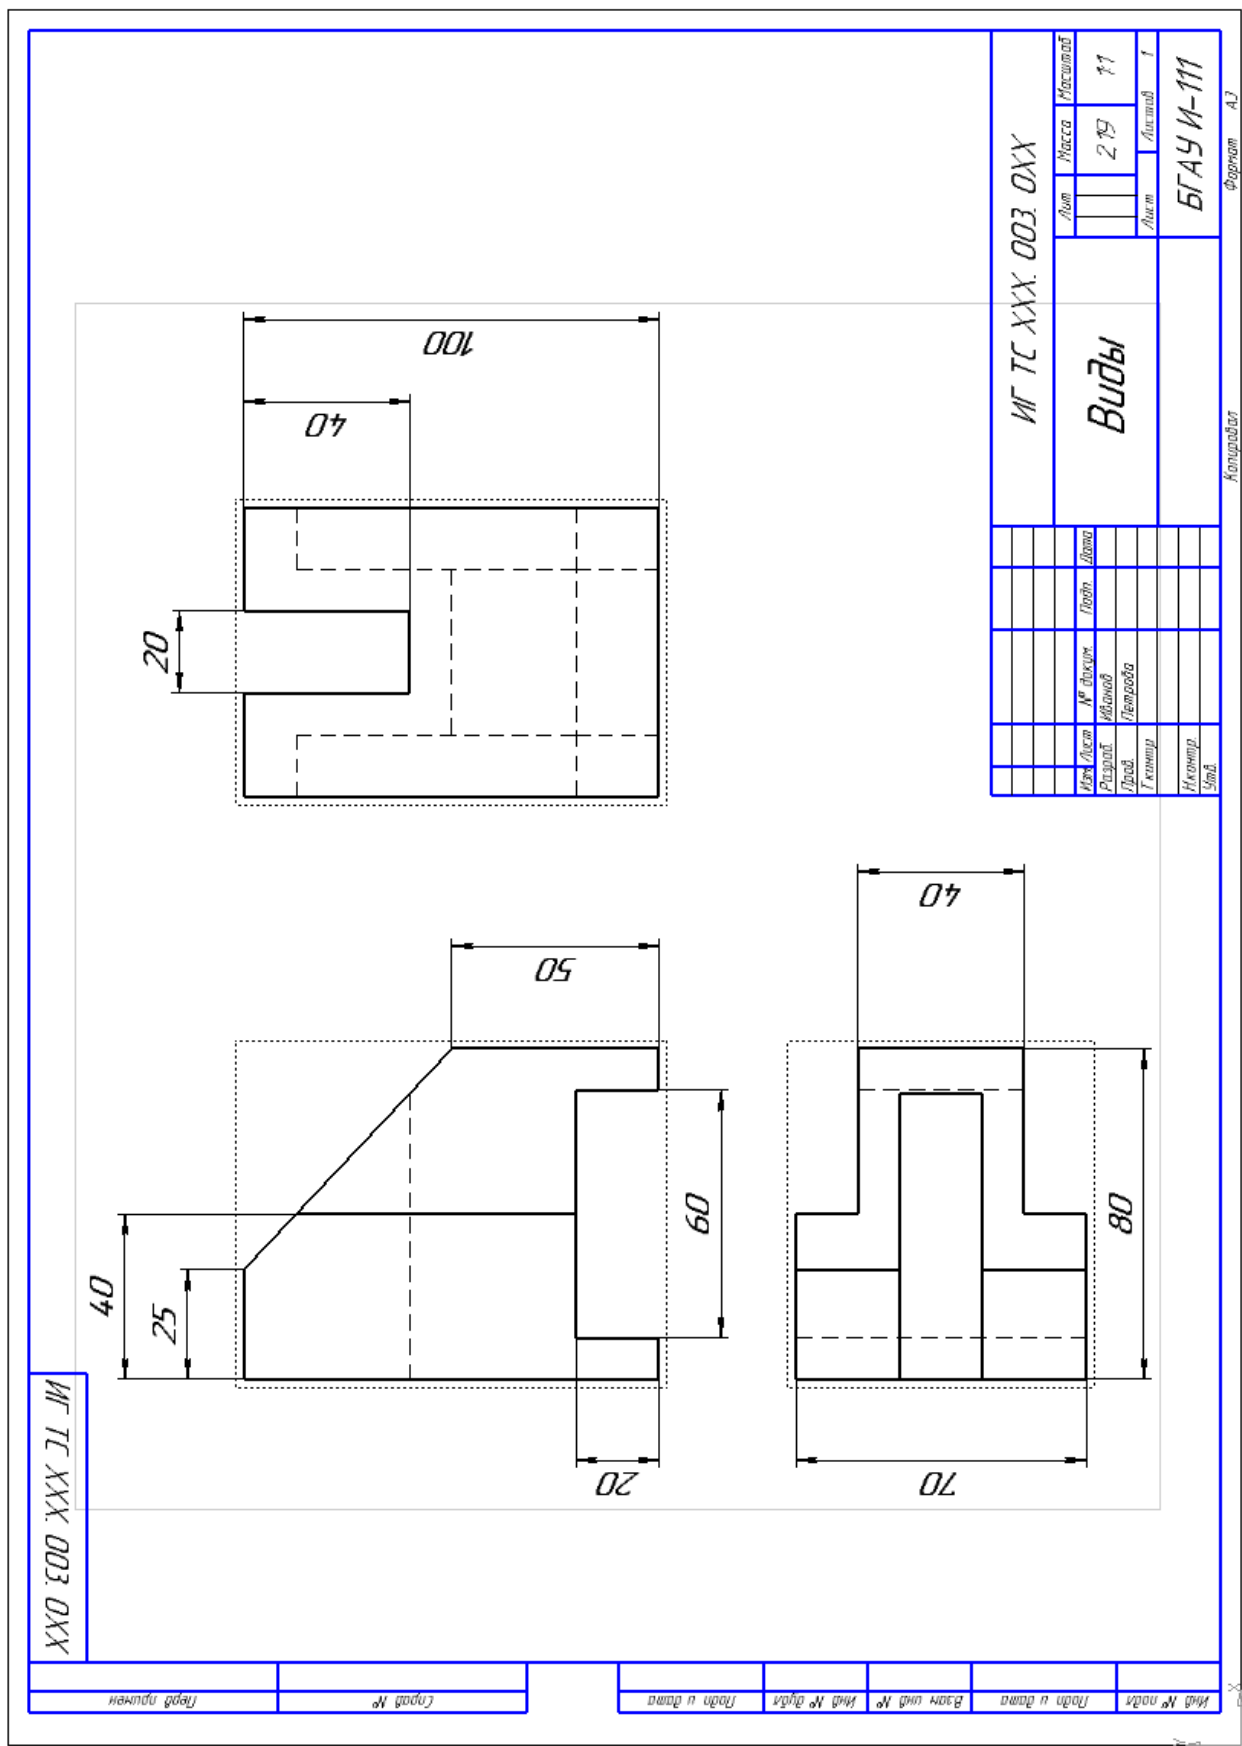 ИГ ТС ХХХ. 003. 0ХХ
Перв. примен.
Справ. №
Подп. и дата
Инв. № дубл.
Взам. инв. №
Подп. и дата
Инв. № подл.
40
25
50
60
20
100
40
20
40
80
70
ИГ ТС ХХХ. 003. 0ХХ
Изм. Лист № докум. Подп. Дата
Разраб. Иванов
Пров. Петрова
Т.контр.
Н.контр.
Утв.
Виды
Лит. Масса Масштаб
2.19 1:1
Лист Листов 1
БГАУ И-111
Копировал Формат А3